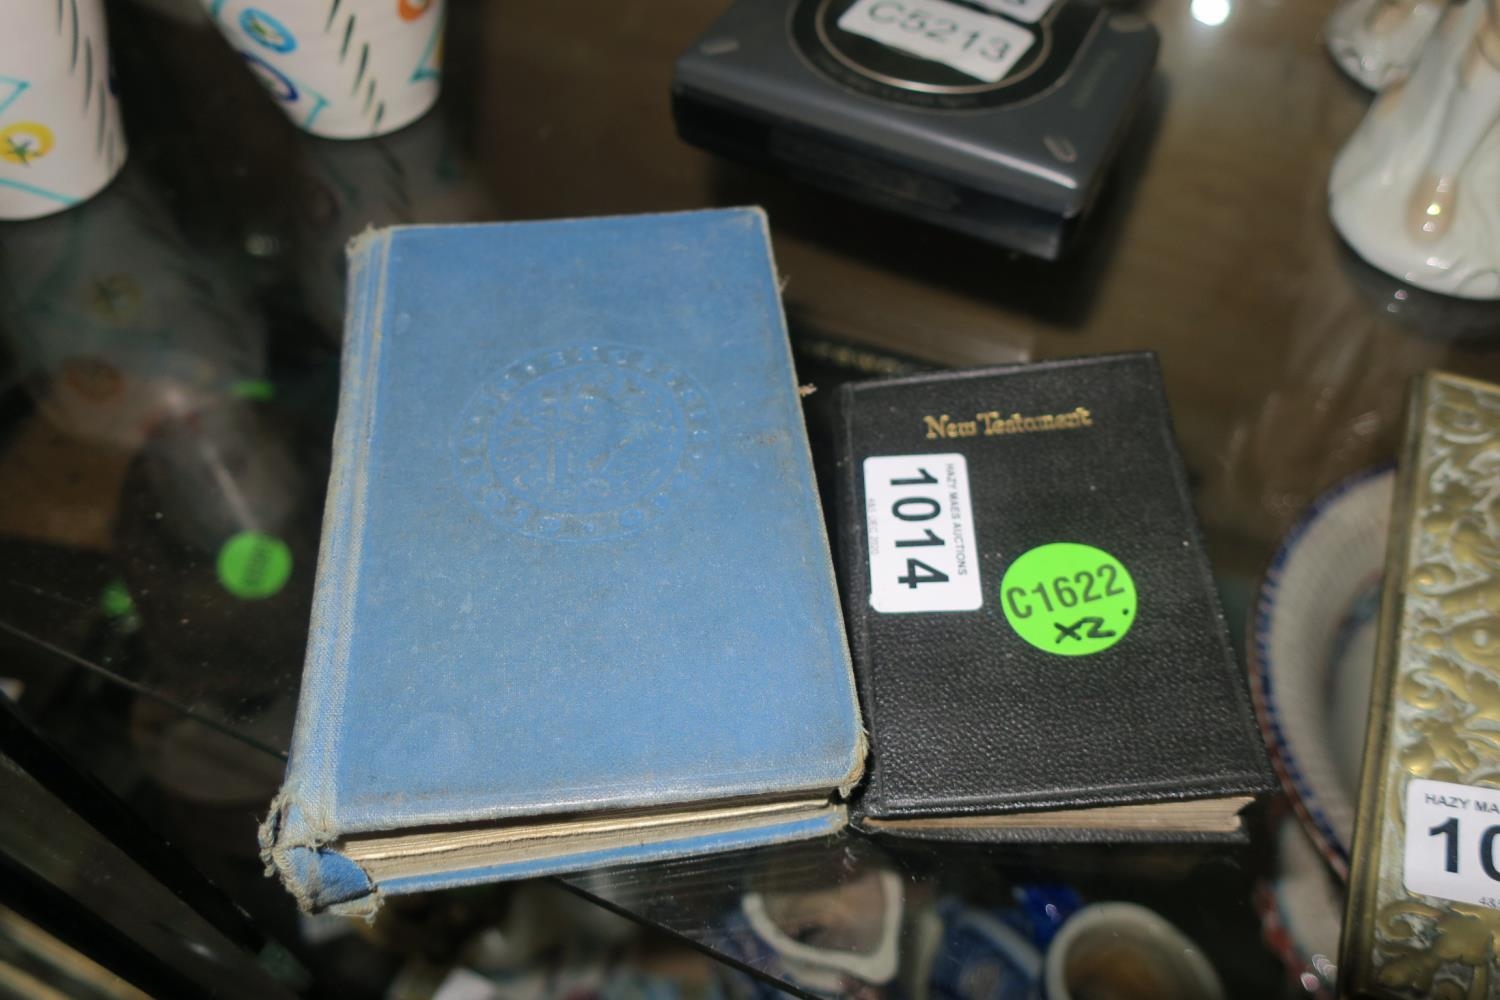 C5213
New Testament
HAZY MAES AUCTIONS
1014
C1622
X2.
HAZY MA
10